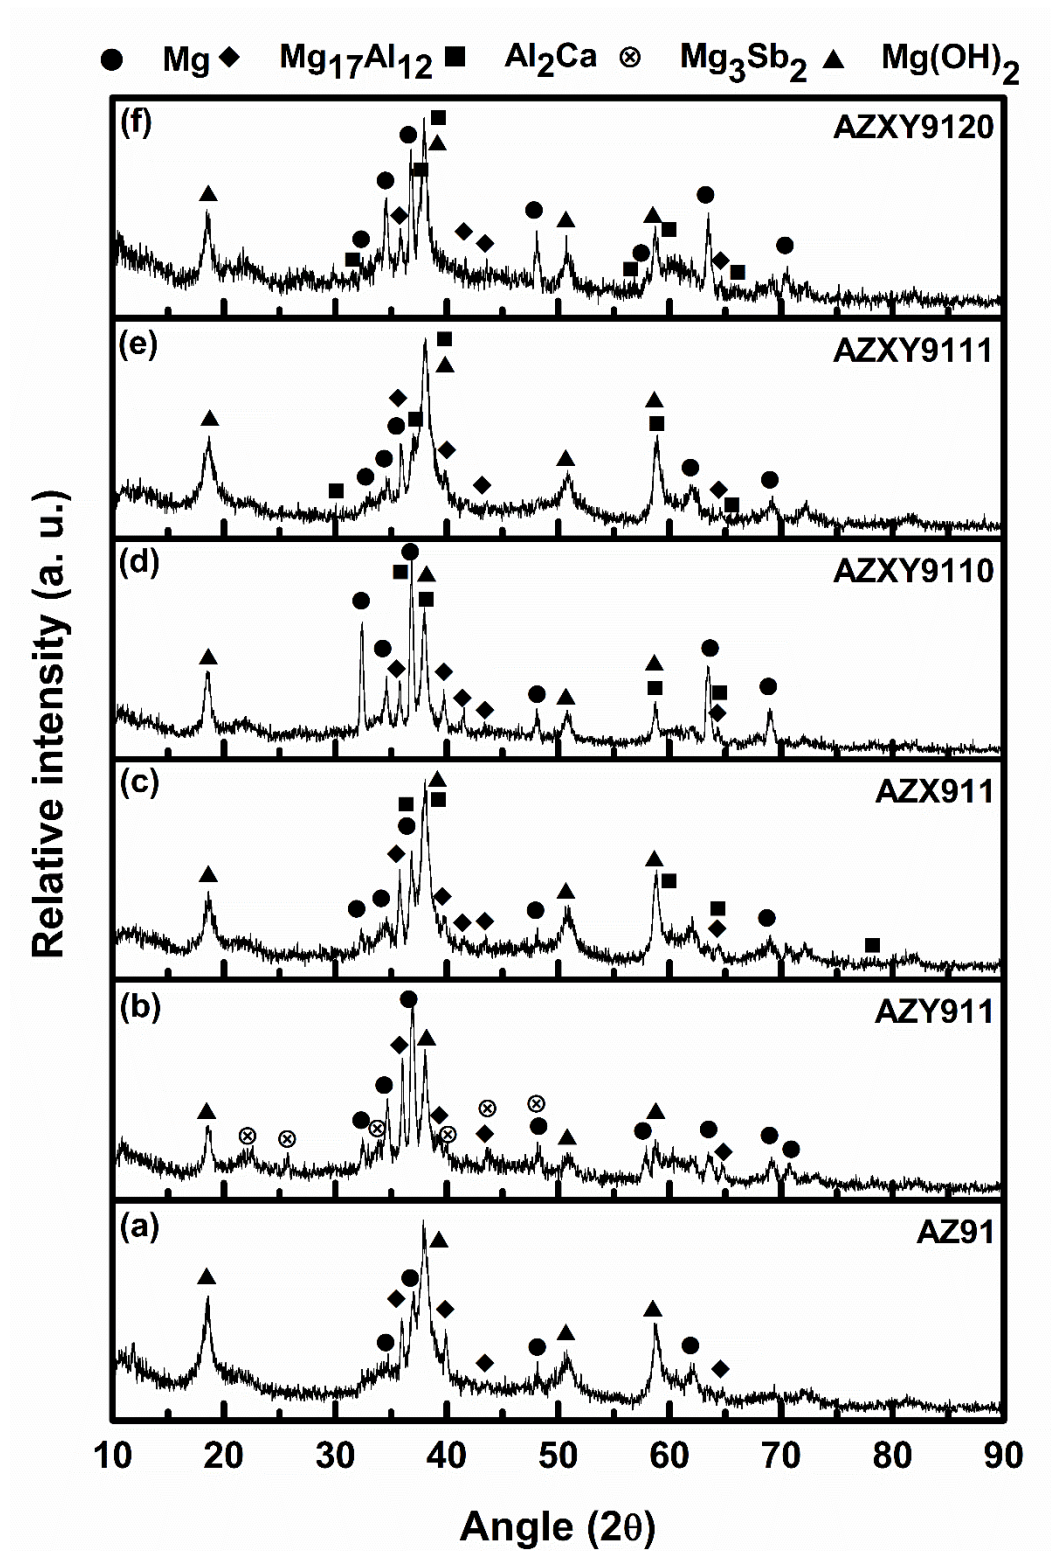 ● Mg ◆ Mg17Al12 ■ Al2Ca ⊗ Mg3Sb2 ▲ Mg(OH)2
(f) AZXY9120
(e) AZXY9111
(d) AZXY9110
(c) AZX911
(b) AZY911
(a) AZ91
Relative intensity (a. u.)
10 20 30 40 50 60 70 80 90
Angle (2θ)